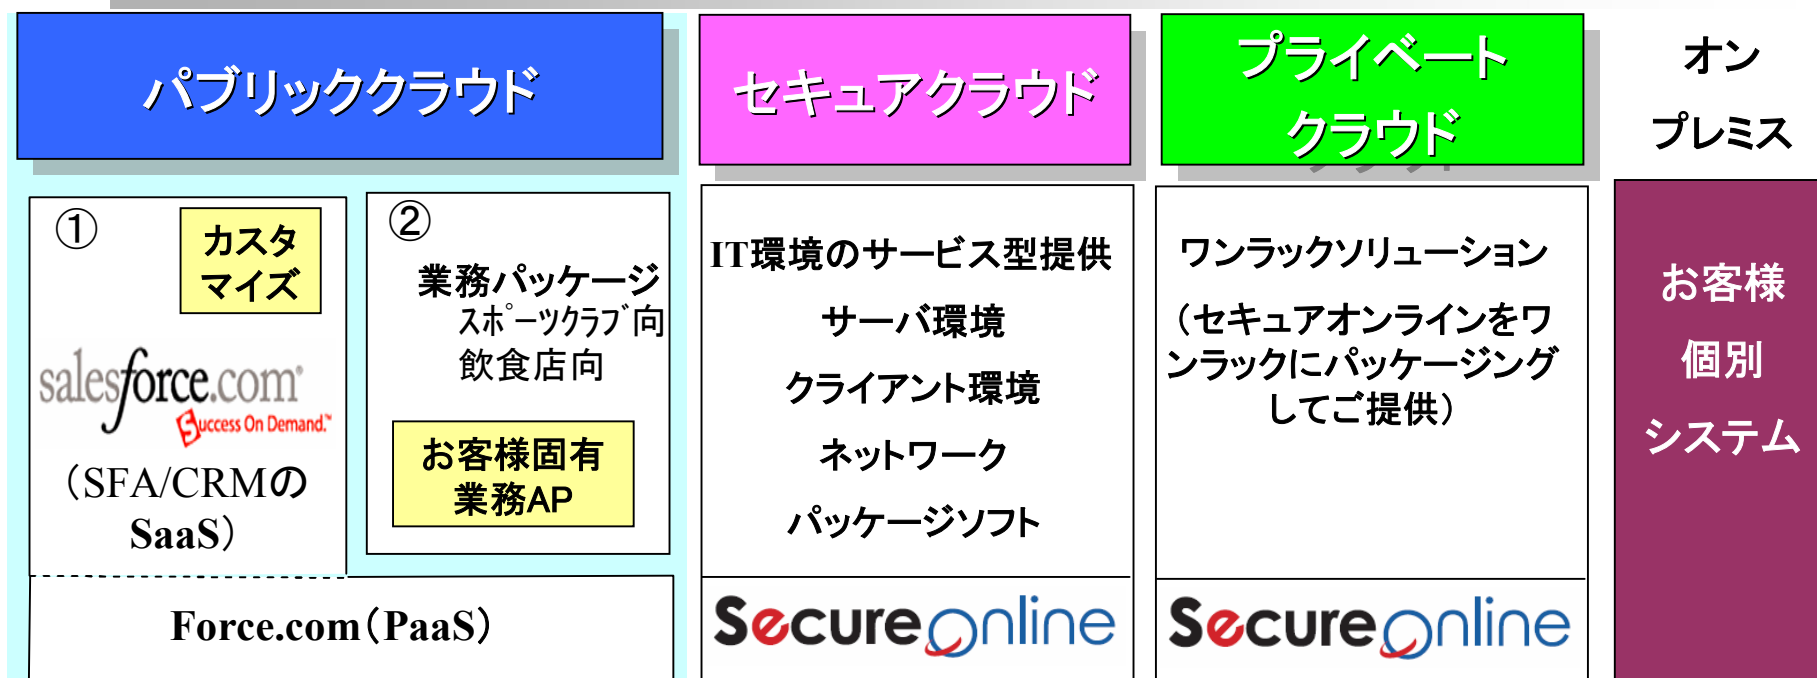 パブリッククラウド
①
カスタ
マイズ
salesforce.com
Success On Demand.™
（SFA/CRMの
SaaS）
②
業務パッケージ
ｽﾎﾟｰﾂｸﾗﾌﾞ向
飲食店向
お客様固有
業務AP
Force.com（PaaS）
セキュアクラウド
IT環境のサービス型提供
サーバ環境
クライアント環境
ネットワーク
パッケージソフト
Secureonline
プライベート
クラウド
ワンラックソリューション
（セキュアオンラインをワ
ンラックにパッケージング
してご提供）
Secureonline
オン
プレミス
お客様
個別
システム